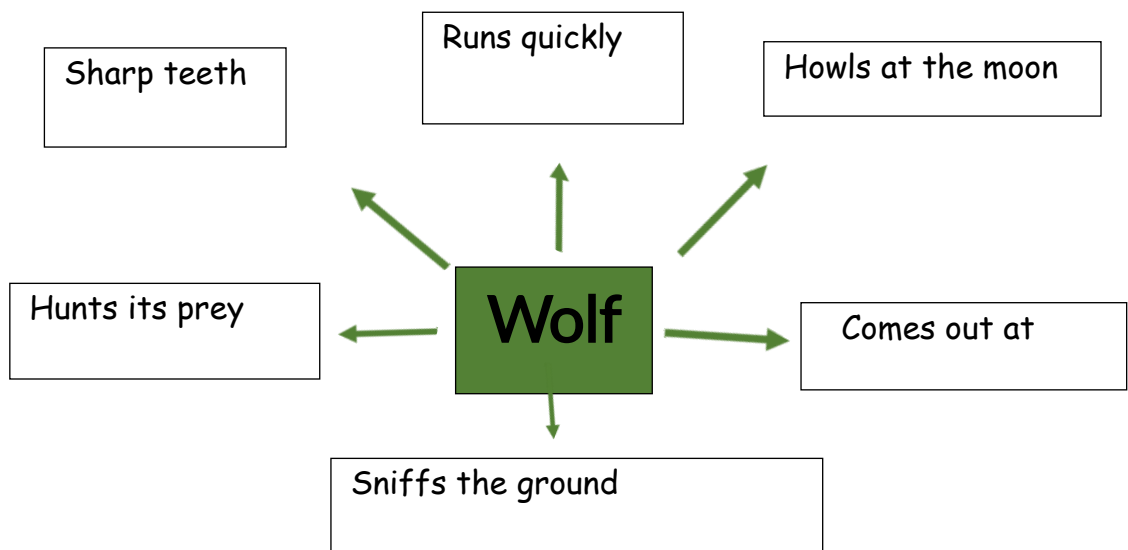 Sharp teeth
Runs quickly
Howls at the moon
Hunts its prey
Wolf
Comes out at
Sniffs the ground